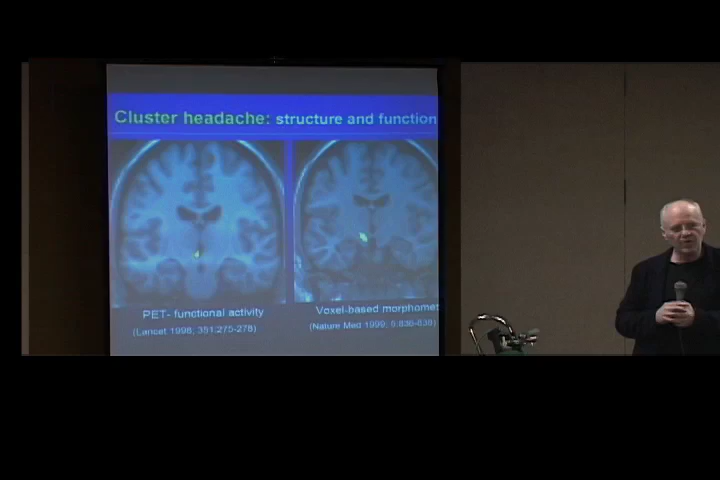 Cluster headache: structure and function
PET- functional activity
(Lancet 1998; 351:275-278)
Voxel-based morphomet
(Nature Med 1999; 5:836-838)